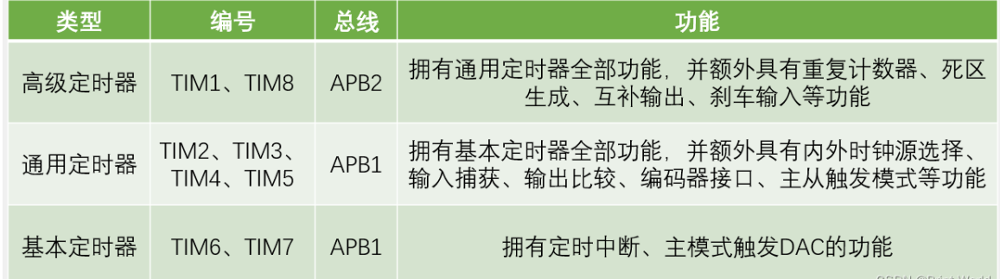 类型 编号 总线 功能
高级定时器 TIM1、TIM8 APB2 拥有通用定时器全部功能，并额外具有重复计数器、死区
生成、互补输出、刹车输入等功能
通用定时器 TIM2、TIM3、
TIM4、TIM5 APB1 拥有基本定时器全部功能，并额外具有内外时钟源选择、
输入捕获、输出比较、编码器接口、主从触发模式等功能
基本定时器 TIM6、TIM7 APB1 拥有定时中断、主模式触发DAC的功能